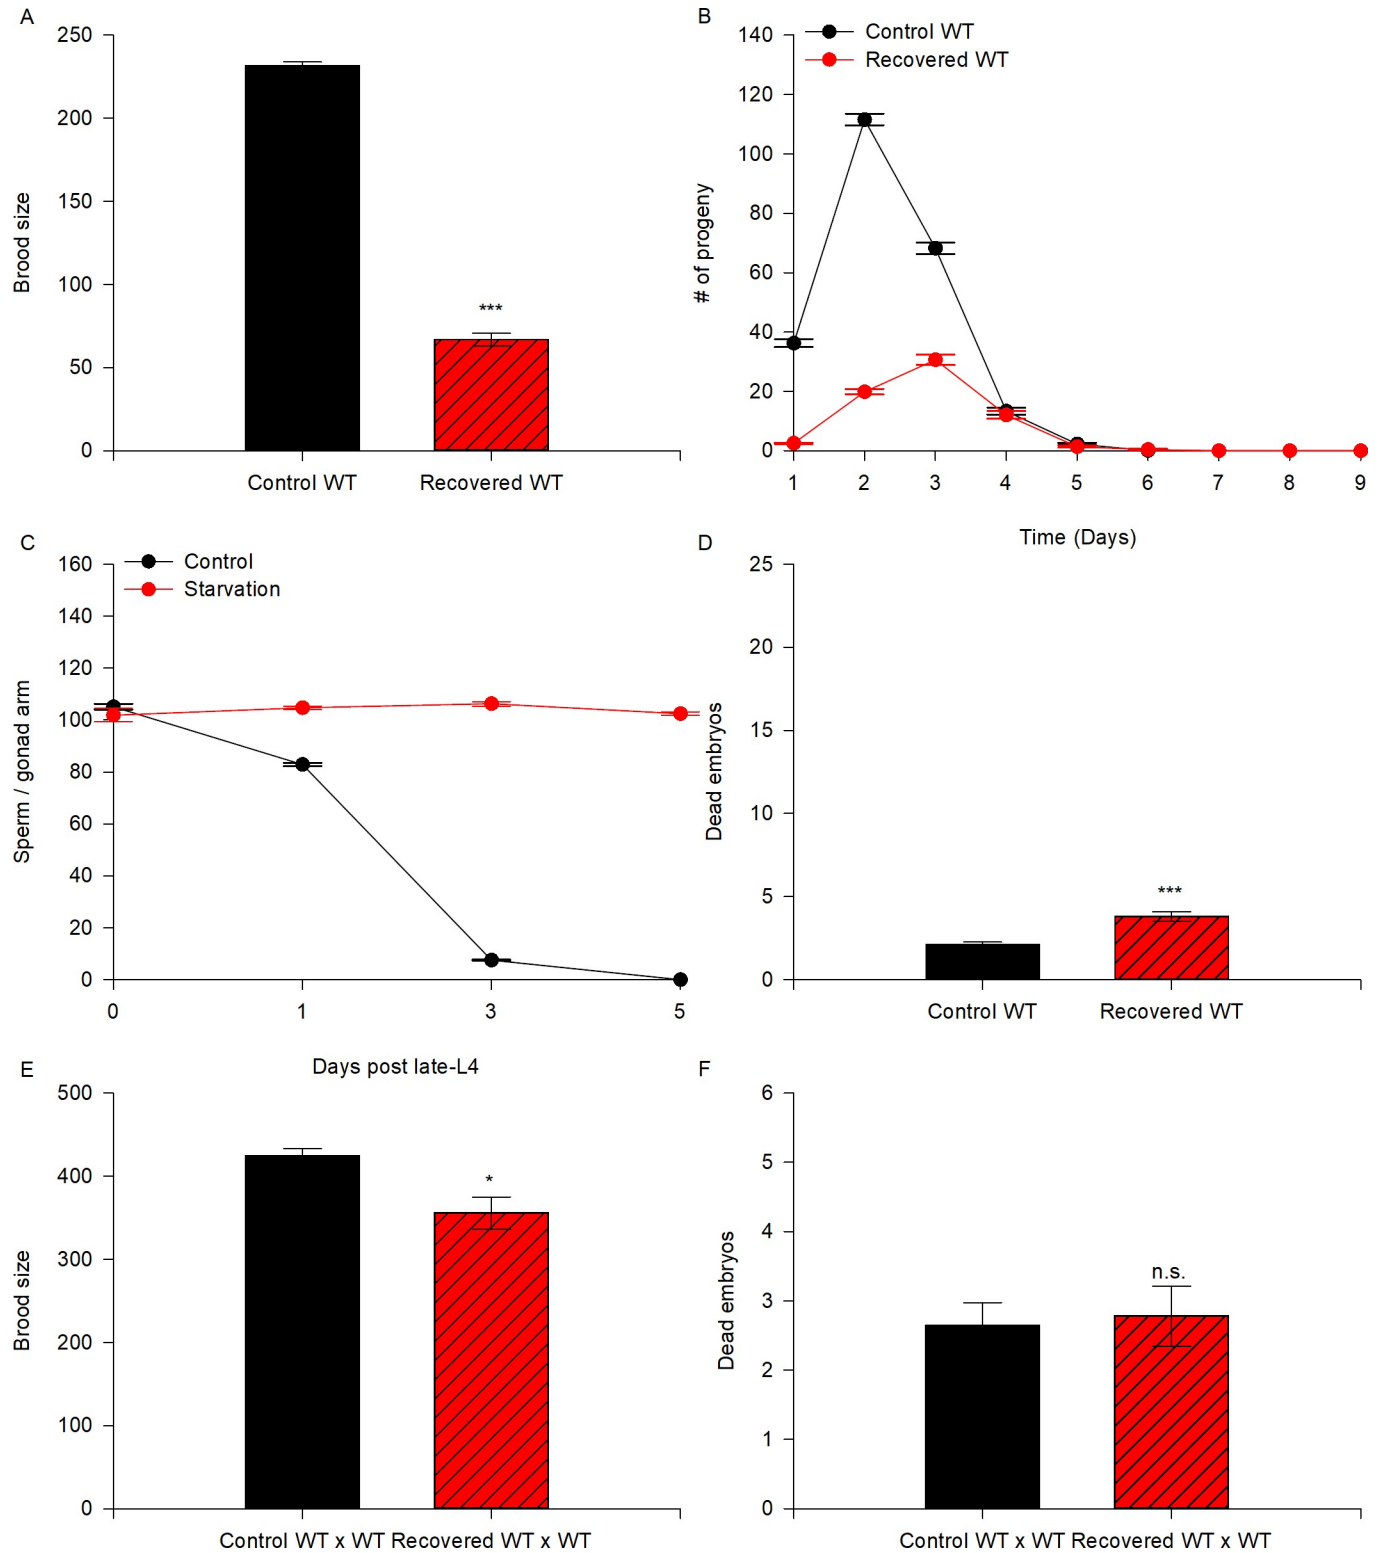 A
250
200
150
100
50
0
Brood size
***
Control WT
Recovered WT
B
Control WT
Recovered WT
140
120
100
80
60
40
20
0
# of progeny
1 2 3 4 5 6 7 8 9
Time (Days)
C
Control
Starvation
160
140
120
100
80
60
40
20
0
Sperm / gonad arm
0 1 3 5
Days post late-L4
D
25
20
15
10
5
0
Dead embryos
***
Control WT
Recovered WT
E
500
400
300
200
100
0
Brood size
*
Control WT x WT
Recovered WT x WT
F
6
5
4
3
2
1
0
Dead embryos
n.s.
Control WT x WT
Recovered WT x WT